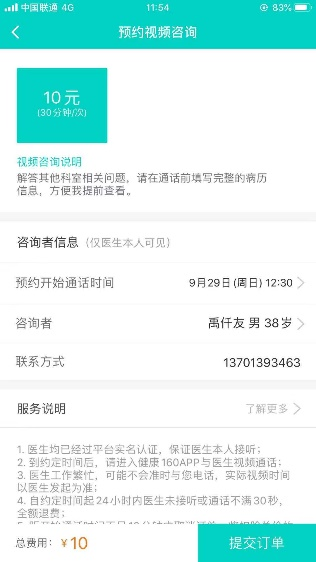 中国联通 4G 11:54 83%
预约视频咨询
10 元
(30分钟/次)
视频咨询说明
解答其他科室相关问题，请在通话前填写完整的病历
信息，方便我提前查看。
咨询者信息 (仅医生本人可见)
预约开始通话时间 9月29日(周日) 12:30
咨询者 禹仟友 男 38岁
联系方式 13701393463
服务说明 了解更多
1. 医生均已经过平台实名认证，保证医生本人接听；
2. 到约定时间后，请进入健康160APP与医生视频通话；
3. 医生工作繁忙，可能不会准时与您电话，实际视频时间
以医生发起为准；
4. 自约定时间起24小时内医生未接听或通话不满30秒，
全额退费；
总费用： ¥10
提交订单